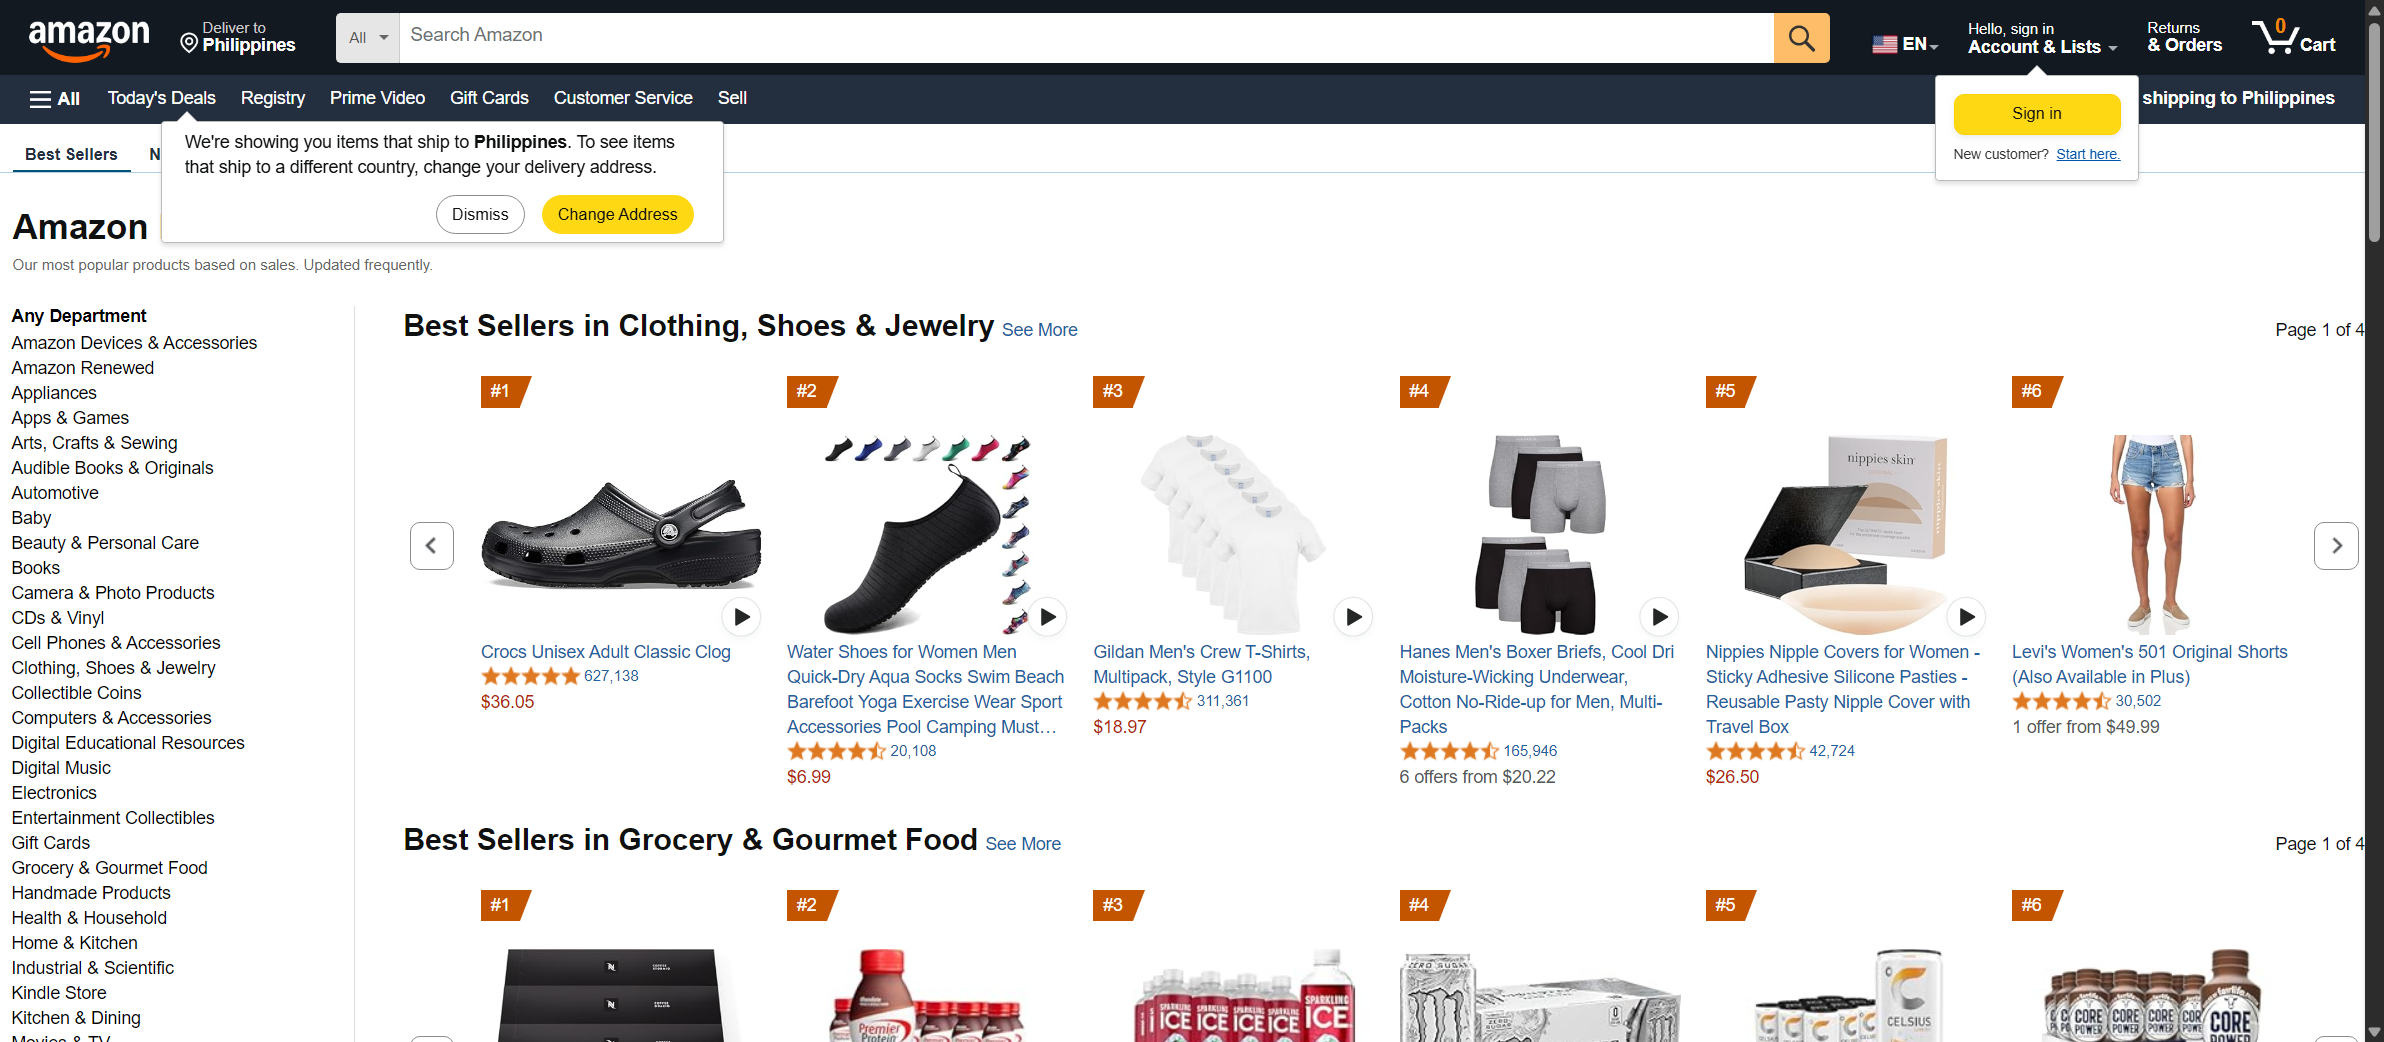 amazon
Deliver to
Philippines
All
Search Amazon
EN
Hello, sign in
Account & Lists
Returns
& Orders
0
Cart
All
Today's Deals
Registry
Prime Video
Gift Cards
Customer Service
Sell
shipping to Philippines
Sign in
New customer? Start here.
We're showing you items that ship to Philippines. To see items
that ship to a different country, change your delivery address.
Dismiss
Change Address
Best Sellers
N
Amazon
Our most popular products based on sales. Updated frequently.
Any Department
Amazon Devices & Accessories
Amazon Renewed
Appliances
Apps & Games
Arts, Crafts & Sewing
Audible Books & Originals
Automotive
Baby
Beauty & Personal Care
Books
Camera & Photo Products
CDs & Vinyl
Cell Phones & Accessories
Clothing, Shoes & Jewelry
Collectible Coins
Computers & Accessories
Digital Educational Resources
Digital Music
Electronics
Entertainment Collectibles
Gift Cards
Grocery & Gourmet Food
Handmade Products
Health & Household
Home & Kitchen
Industrial & Scientific
Kindle Store
Kitchen & Dining
Movies & TV
Best Sellers in Clothing, Shoes & Jewelry See More
Page 1 of 4
#1
Crocs Unisex Adult Classic Clog
627,138
$36.05
#2
Water Shoes for Women Men
Quick-Dry Aqua Socks Swim Beach
Barefoot Yoga Exercise Wear Sport
Accessories Pool Camping Must…
20,108
$6.99
#3
Gildan Men's Crew T-Shirts,
Multipack, Style G1100
311,361
$18.97
#4
Hanes Men's Boxer Briefs, Cool Dri
Moisture-Wicking Underwear,
Cotton No-Ride-up for Men, Multi-
Packs
165,946
6 offers from $20.22
#5
nippies skin
Nippies Nipple Covers for Women -
Sticky Adhesive Silicone Pasties -
Reusable Pasty Nipple Cover with
Travel Box
42,724
$26.50
#6
Levi's Women's 501 Original Shorts
(Also Available in Plus)
30,502
1 offer from $49.99
Best Sellers in Grocery & Gourmet Food See More
Page 1 of 4
#1
#2
Premier
Protein
#3
SPARKLING
ICE
SPARKLING
ICE
SPARKLING
ICE
SPARKLING
ICE
SPARKLING
ICE
#4
ZERO SUGAR
#5
CELSIUS
#6
fairlife
CORE
POWER
CORE
POWER
CORE
POWER
CORE
POWER